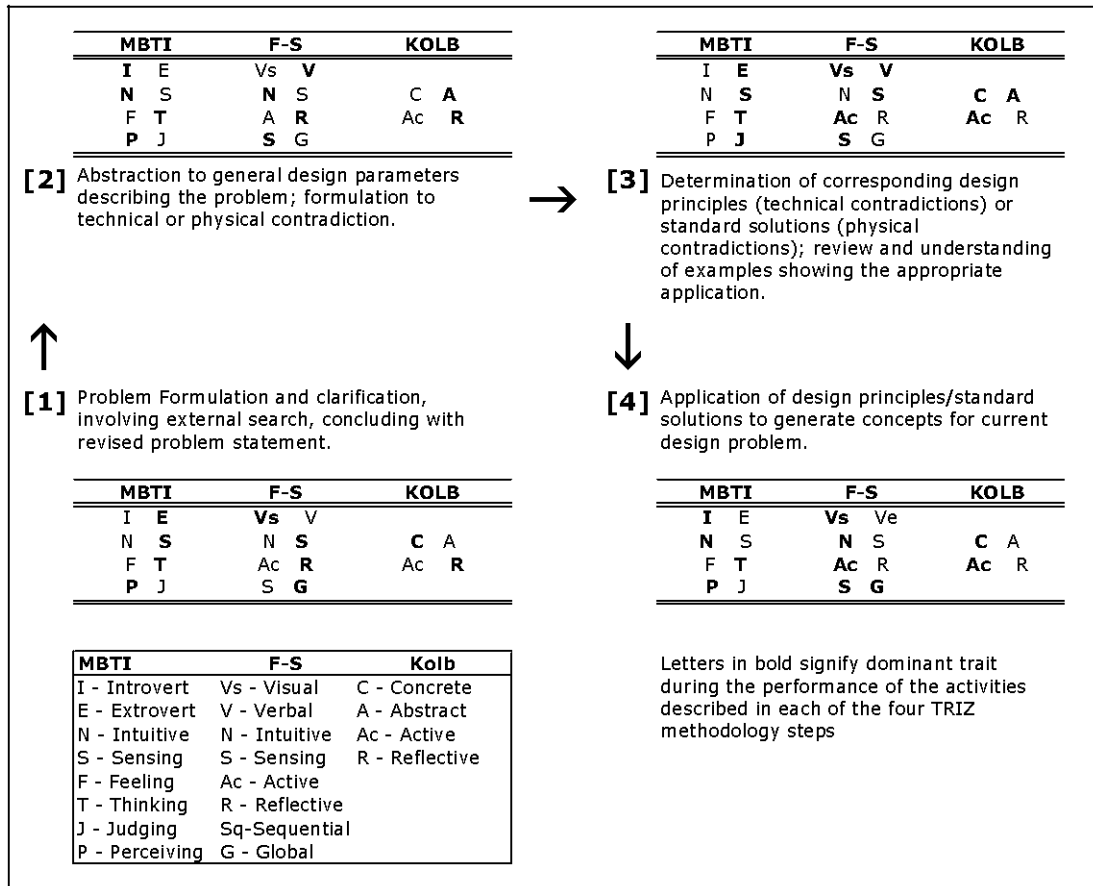 MBTI F-S KOLB
I E Vs V
N S N S C A
F T A R Ac R
P J S G
[2] Abstraction to general design parameters
describing the problem; formulation to
technical or physical contradiction.
MBTI F-S KOLB
I E Vs V
N S N S C A
F T Ac R Ac R
P J S G
[3] Determination of corresponding design
principles (technical contradictions) or
standard solutions (physical
contradictions); review and understanding
of examples showing the appropriate
application.
[1] Problem Formulation and clarification,
involving external search, concluding with
revised problem statement.
MBTI F-S KOLB
I E Vs V
N S N S C A
F T Ac R Ac R
P J S G
[4] Application of design principles/standard
solutions to generate concepts for current
design problem.
MBTI F-S KOLB
I E Vs Ve
N S N S C A
F T Ac R Ac R
P J S G
MBTI F-S Kolb
I - Introvert Vs - Visual C - Concrete
E - Extrovert V - Verbal A - Abstract
N - Intuitive N - Intuitive Ac - Active
S - Sensing S - Sensing R - Reflective
F - Feeling Ac - Active
T - Thinking R - Reflective
J - Judging Sq-Sequential
P - Perceiving G - Global
Letters in bold signify dominant trait
during the performance of the activities
described in each of the four TRIZ
methodology steps